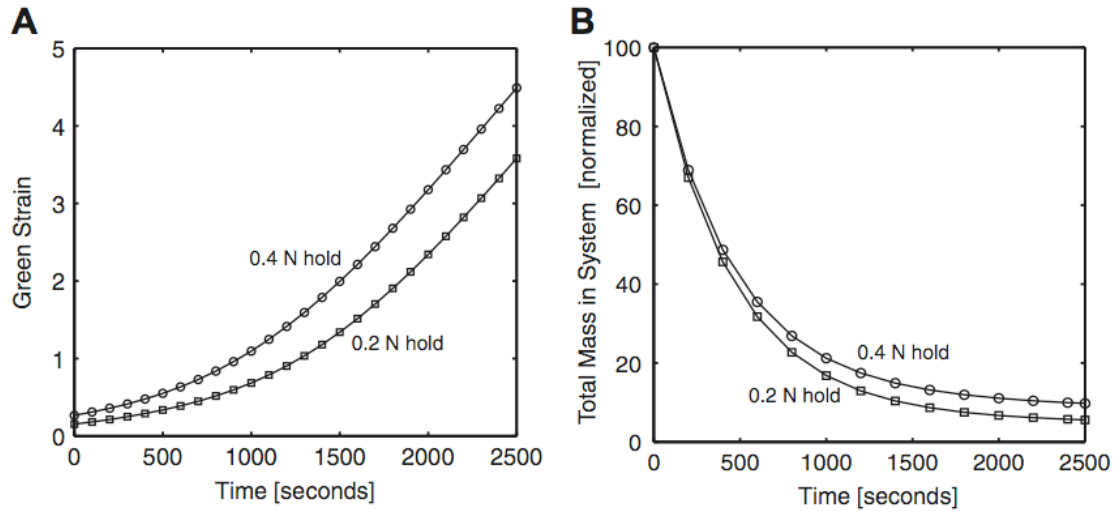 A
5
4
3
2
1
0
Green Strain
0.4 N hold
0.2 N hold
0 500 1000 1500 2000 2500
Time [seconds]
B
100
80
60
40
20
0
Total Mass in System [normalized]
0.4 N hold
0.2 N hold
0 500 1000 1500 2000 2500
Time [seconds]